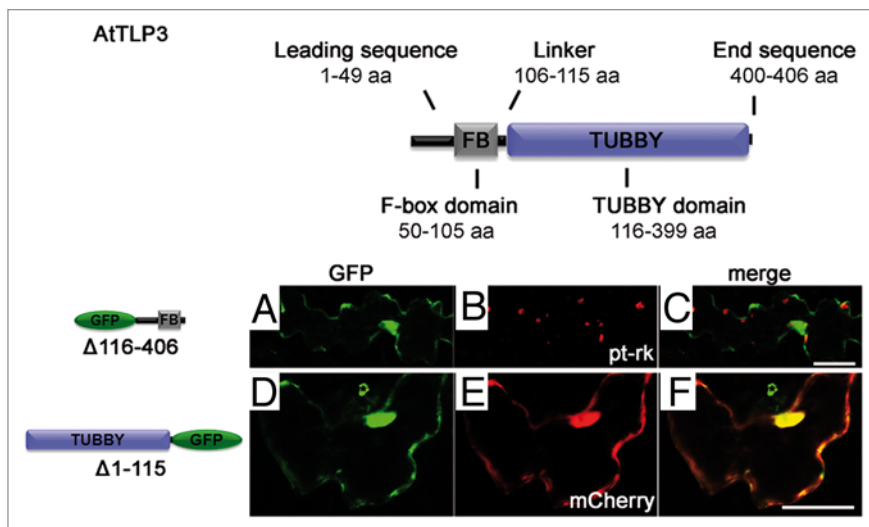 AtTLP3
Leading sequence
1-49 aa
Linker
106-115 aa
End sequence
400-406 aa
FB
TUBBY
F-box domain
50-105 aa
TUBBY domain
116-399 aa
GFP
merge
GFP
FB
Δ116-406
A
B
pt-rk
C
TUBBY
GFP
Δ1-115
D
E
mCherry
F